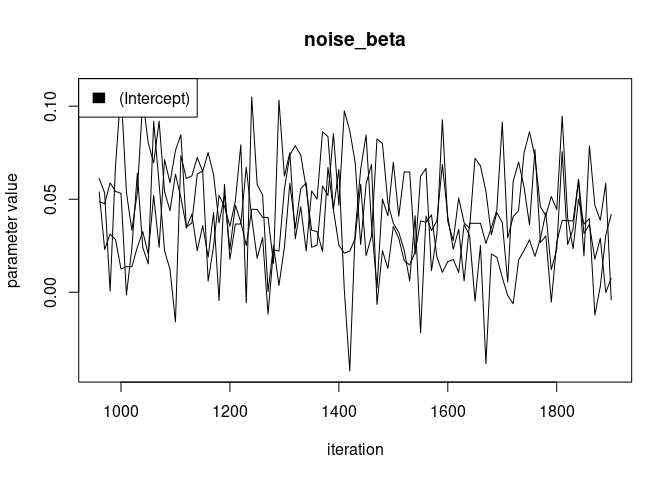 noise_beta
(Intercept)
parameter value
0.10
0.05
0.00
1000 1200 1400 1600 1800
iteration